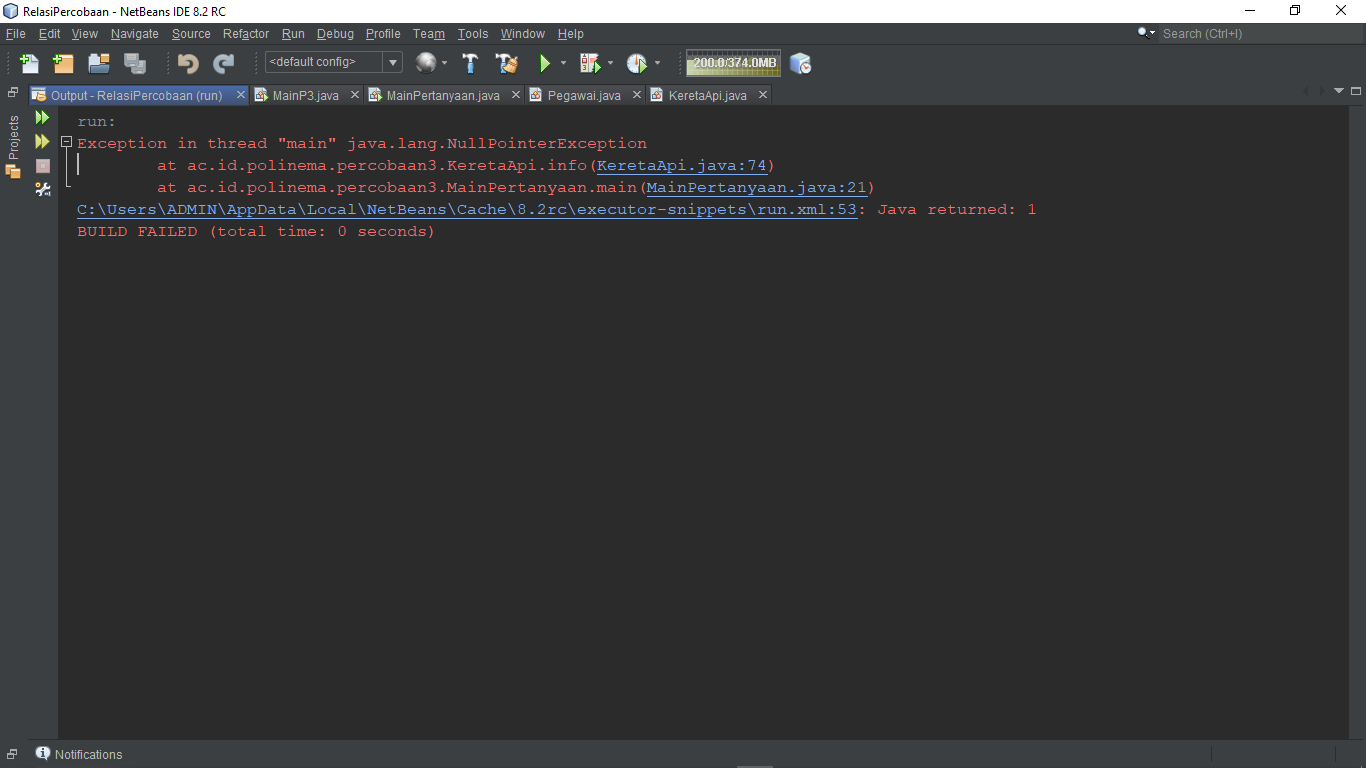 RelasiPercobaan - NetBeans IDE 8.2 RC
File Edit View Navigate Source Refactor Run Debug Profile Team Tools Window Help
Search (Ctrl+I)
<default config>
200.0/374.0MB
Output - RelasiPercobaan (run) MainP3.java MainPertanyaan.java Pegawai.java KeretaApi.java
Projects
run:
Exception in thread "main" java.lang.NullPointerException
at ac.id.polinema.percobaan3.KeretaApi.info(KeretaApi.java:74)
at ac.id.polinema.percobaan3.MainPertanyaan.main(MainPertanyaan.java:21)
C:\Users\ADMIN\AppData\Local\NetBeans\Cache\8.2rc\executor-snippets\run.xml:53: Java returned: 1
BUILD FAILED (total time: 0 seconds)
Notifications